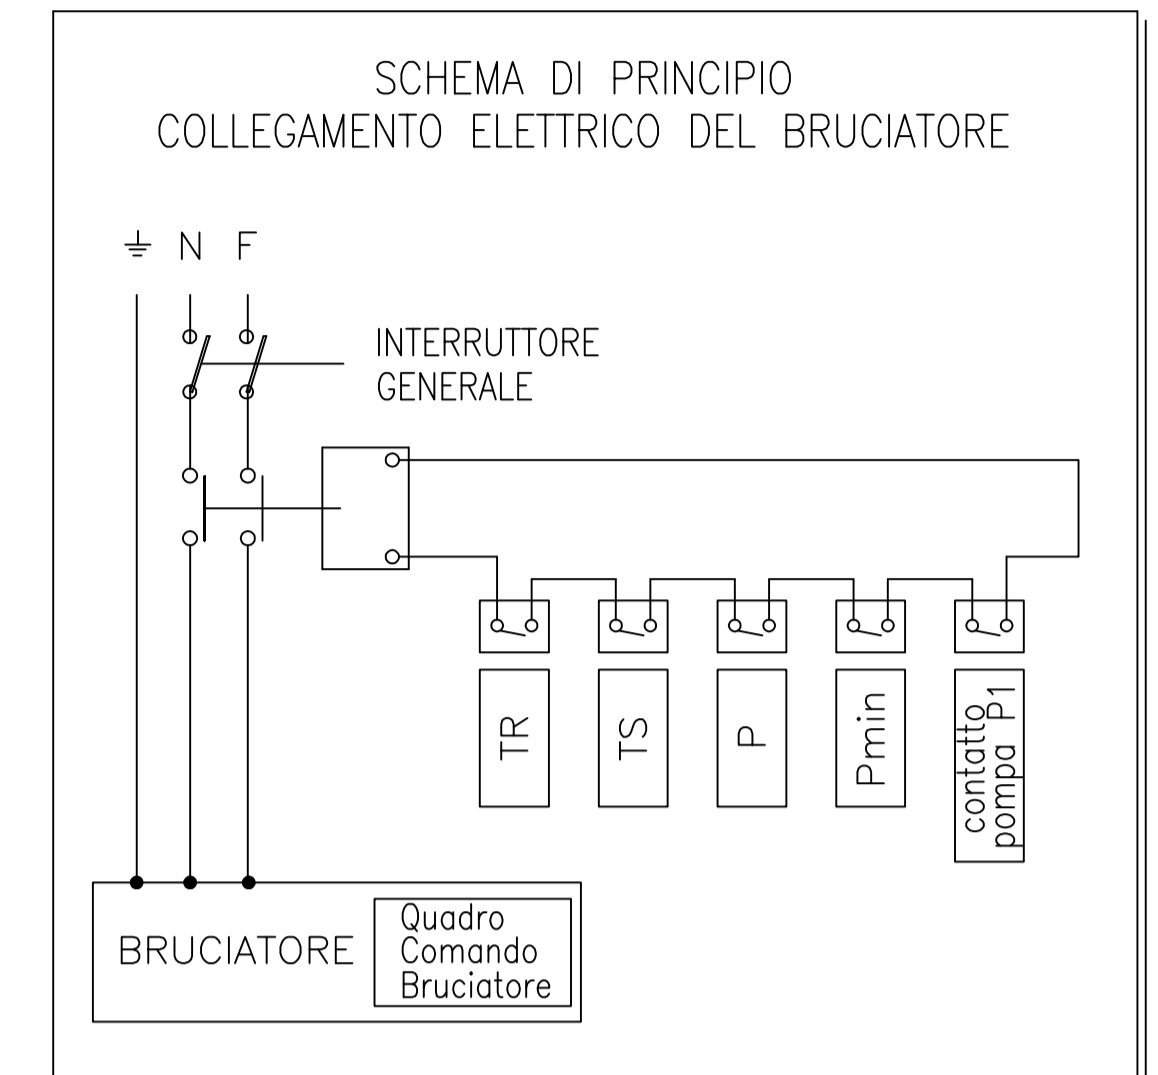 SCHEMA DI PRINCIPIO
COLLEGAMENTO ELETTRICO DEL BRUCIATORE
N F
INTERRUTTORE
GENERALE
TR
TS
P
Pmin
contatto
pompa P1
BRUCIATORE
Quadro
Comando
Bruciatore